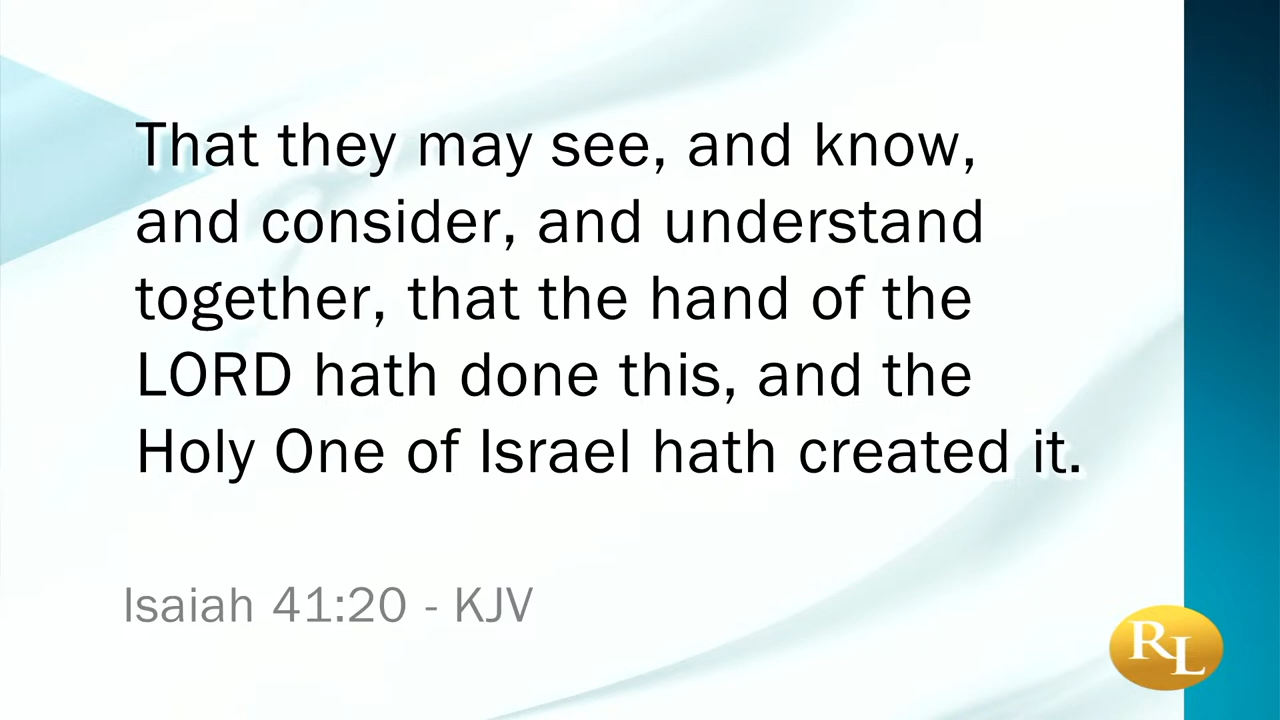 That they may see, and know,
and consider, and understand
together, that the hand of the
LORD hath done this, and the
Holy One of Israel hath created it.
Isaiah 41:20 - KJV
RL